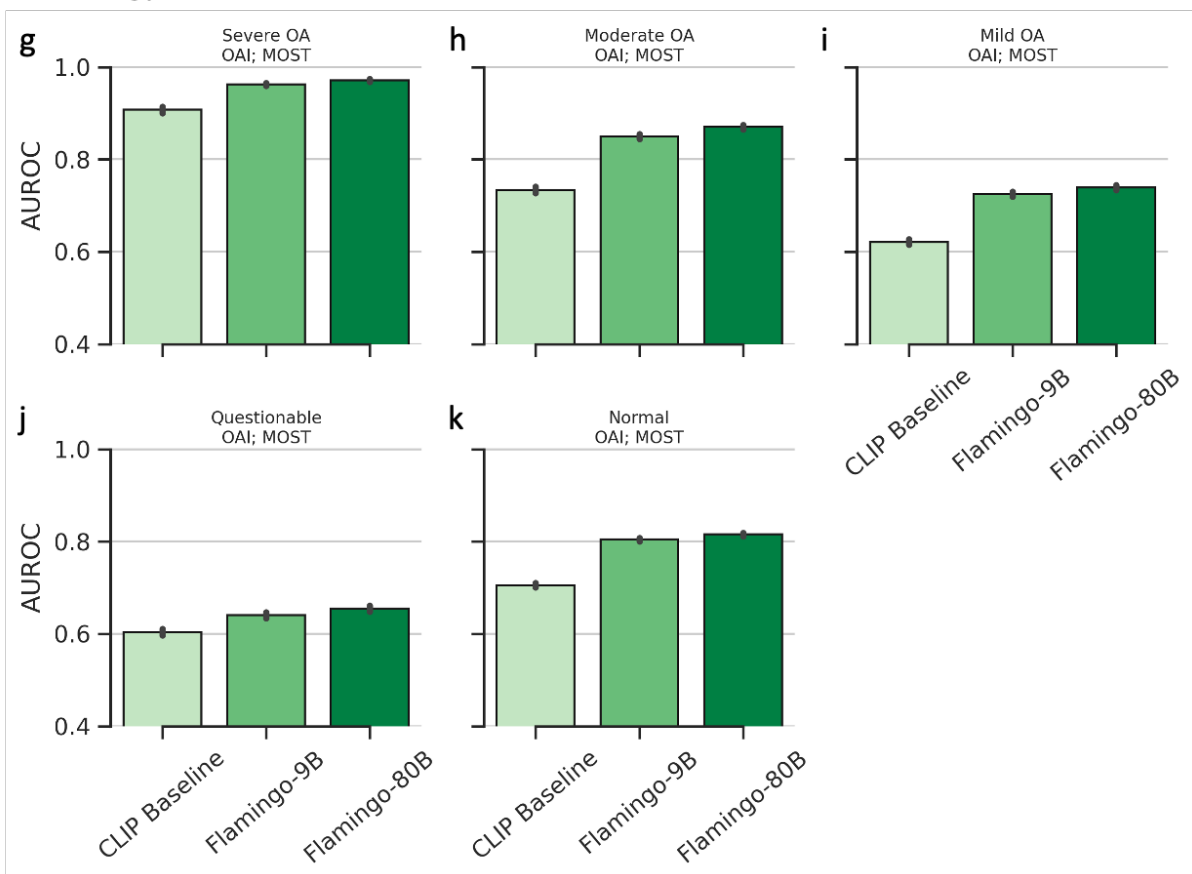 g
Severe OA
OAI; MOST
1.0
0.8
0.6
0.4
AUROC
h
Moderate OA
OAI; MOST
i
Mild OA
OAI; MOST
CLIP Baseline
Flamingo-9B
Flamingo-80B
j
Questionable
OAI; MOST
1.0
0.8
0.6
0.4
AUROC
CLIP Baseline
Flamingo-9B
Flamingo-80B
k
Normal
OAI; MOST
CLIP Baseline
Flamingo-9B
Flamingo-80B